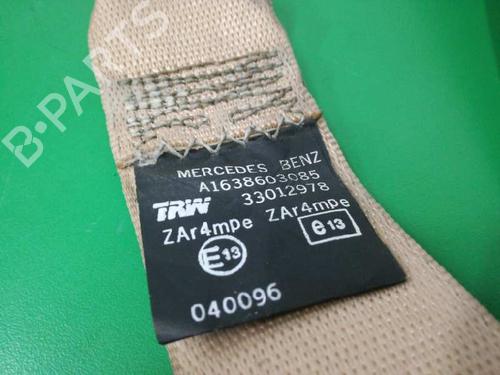 B-PARTS
MERCEDES BENZ
A1638603085
TRW 33012978
ZAr4mpe ZAr4mpe
E13 e13
040096